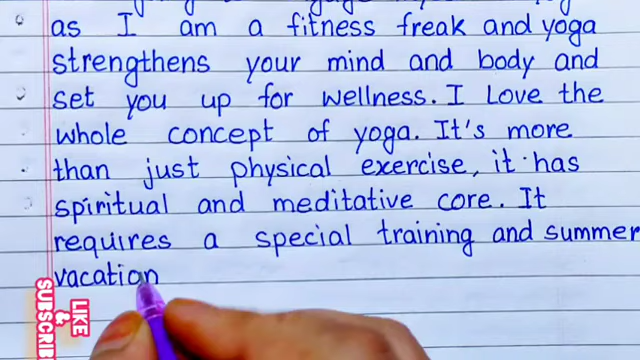 as I am a fitness freak and yoga
strengthens your mind and body and
set you up for wellness. I Love the
whole concept of yoga. It's more
than just physical exercise, it has
spiritual and meditative core. It
requires a special training and summer
vacation
LIKE
&
SUBSCRIB